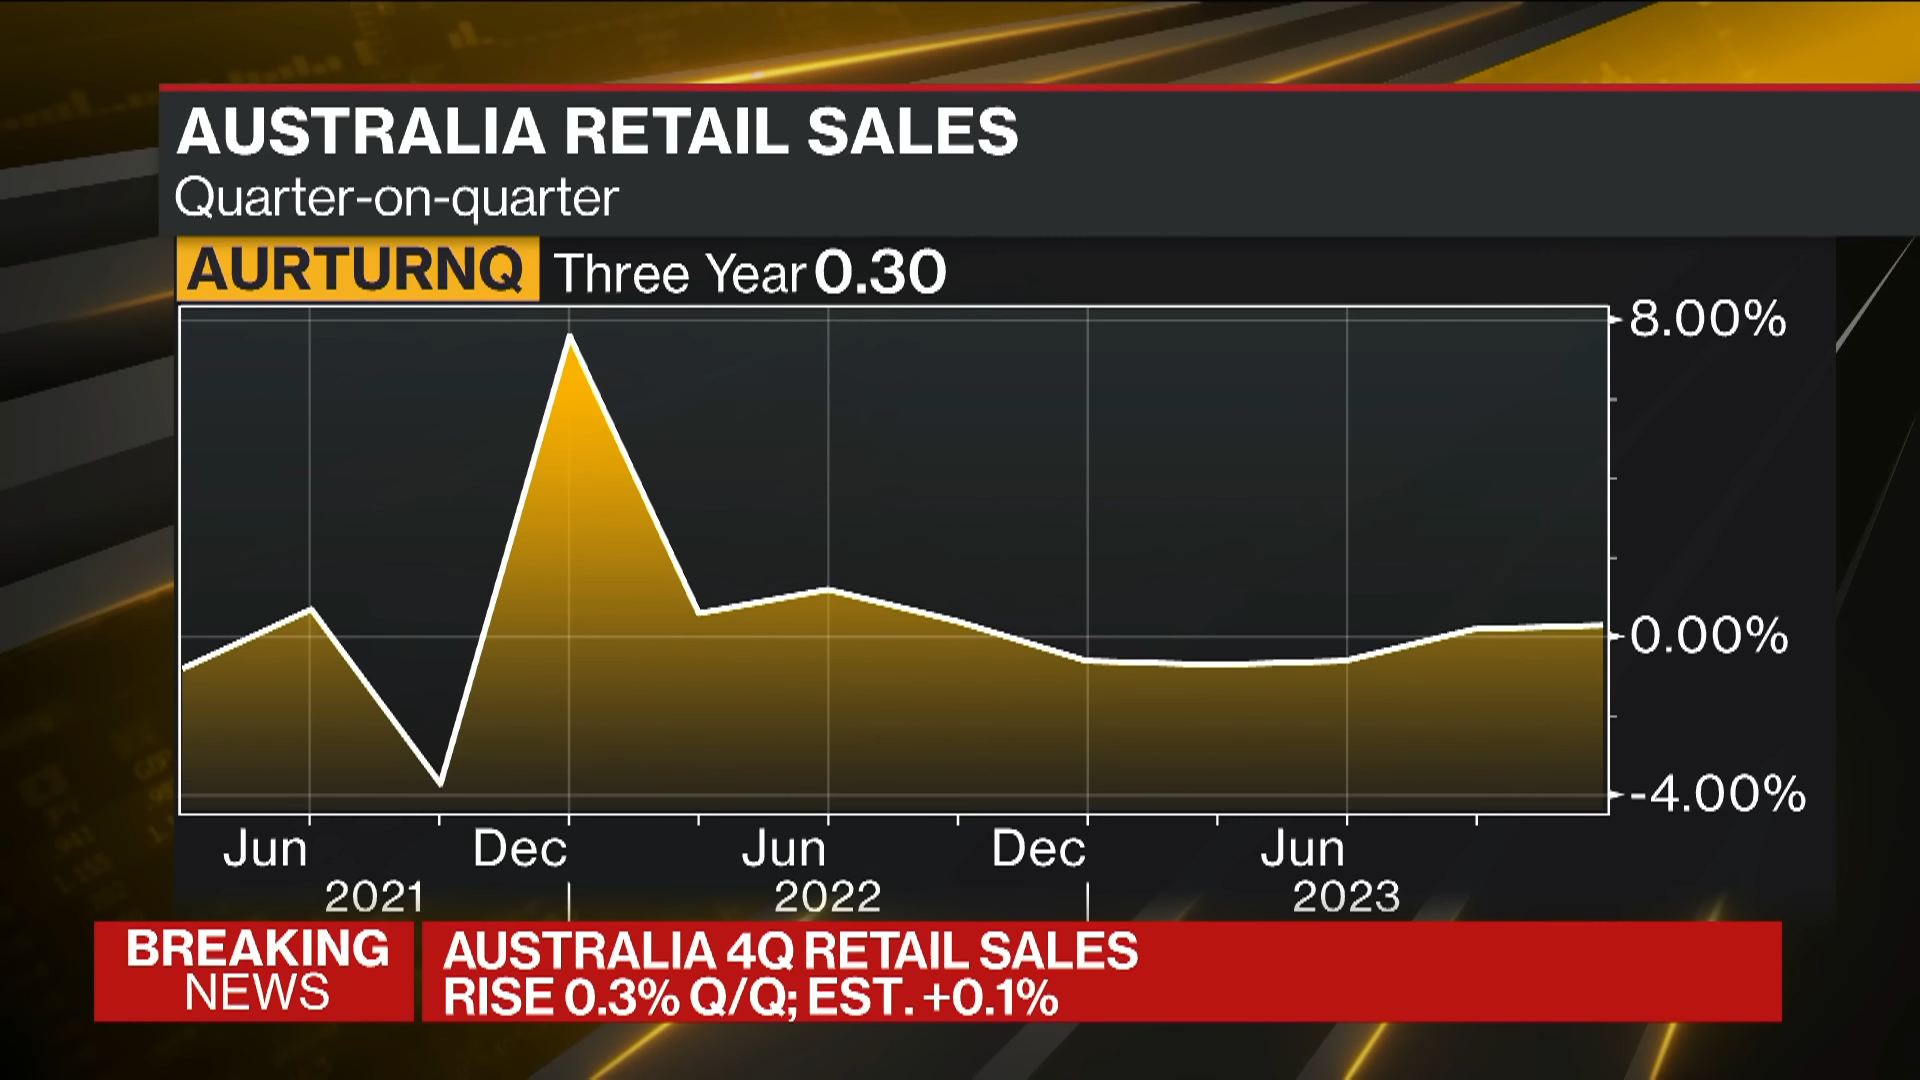 AUSTRALIA RETAIL SALES
Quarter-on-quarter
AURTURNQ Three Year 0.30
8.00%
0.00%
-4.00%
Jun Dec Jun Dec Jun
2021 2022 2023
BREAKING
NEWS
AUSTRALIA 4Q RETAIL SALES
RISE 0.3% Q/Q; EST. +0.1%